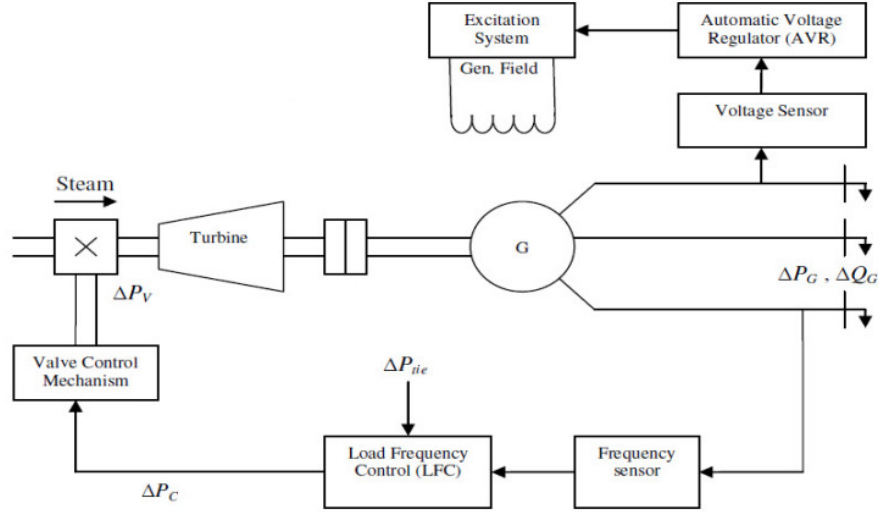 Excitation
System
Automatic Voltage
Regulator (AVR)
Gen. Field
Voltage Sensor
Steam
Turbine
G
ΔP_V
ΔP_G , ΔQ_G
Valve Control
Mechanism
ΔP_tie
Load Frequency
Control (LFC)
Frequency
sensor
ΔP_C